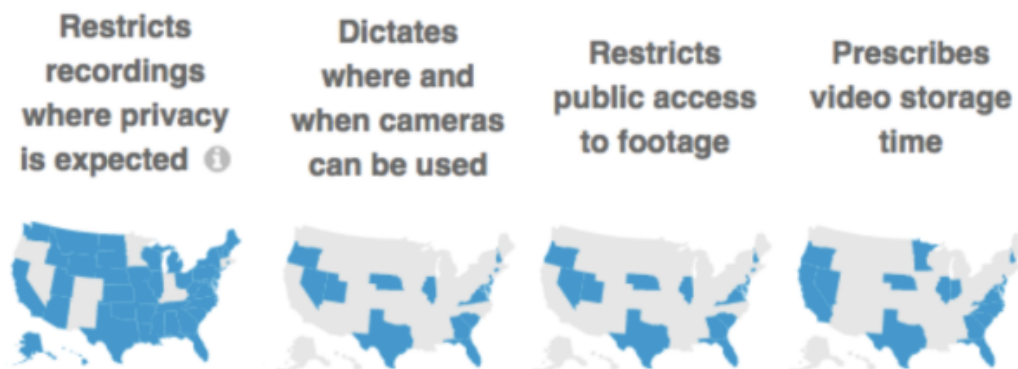 Restricts
recordings
where privacy
is expected
Dictates
where and
when cameras
can be used
Restricts
public access
to footage
Prescribes
video storage
time